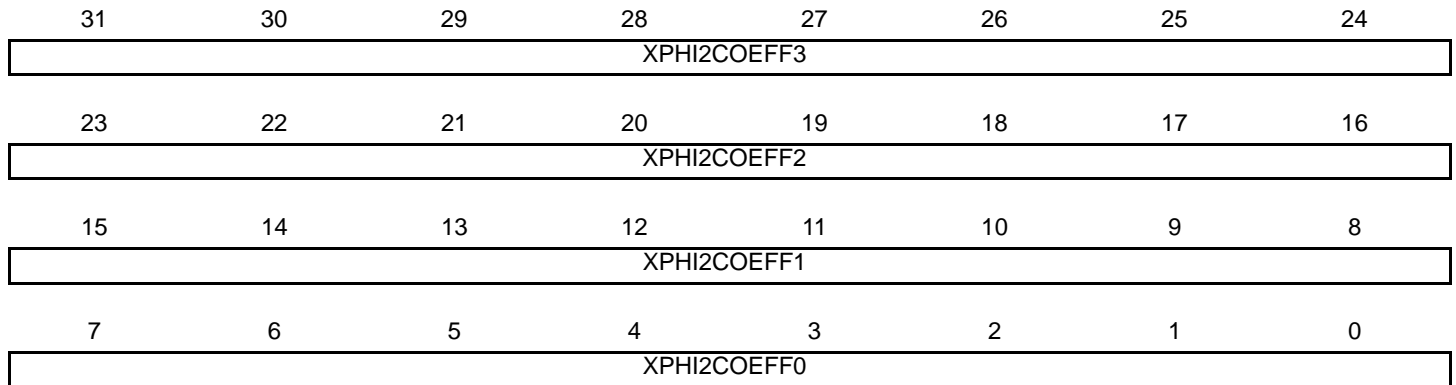 31 30 29 28 27 26 25 24
XPHI2COEFF3
23 22 21 20 19 18 17 16
XPHI2COEFF2
15 14 13 12 11 10 9 8
XPHI2COEFF1
7 6 5 4 3 2 1 0
XPHI2COEFF0